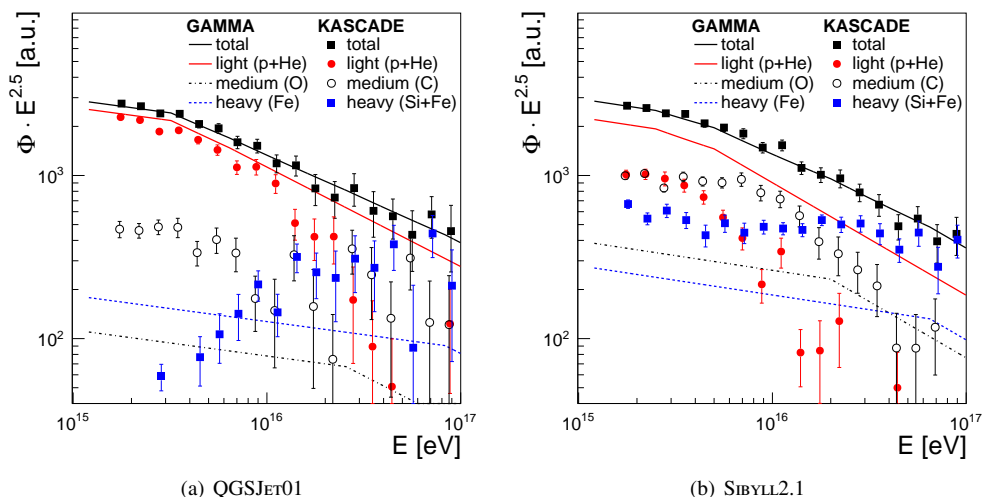 GAMMA KASCADE
total total
light (p+He) light (p+He)
medium (O) medium (C)
heavy (Fe) heavy (Si+Fe)
Φ · E^2.5 [a.u.]
10^3
10^2
10^15 10^16 10^17
E [eV]
(a) QGSJET01
GAMMA KASCADE
total total
light (p+He) light (p+He)
medium (O) medium (C)
heavy (Fe) heavy (Si+Fe)
Φ · E^2.5 [a.u.]
10^3
10^2
10^15 10^16 10^17
E [eV]
(b) SIBYLL2.1